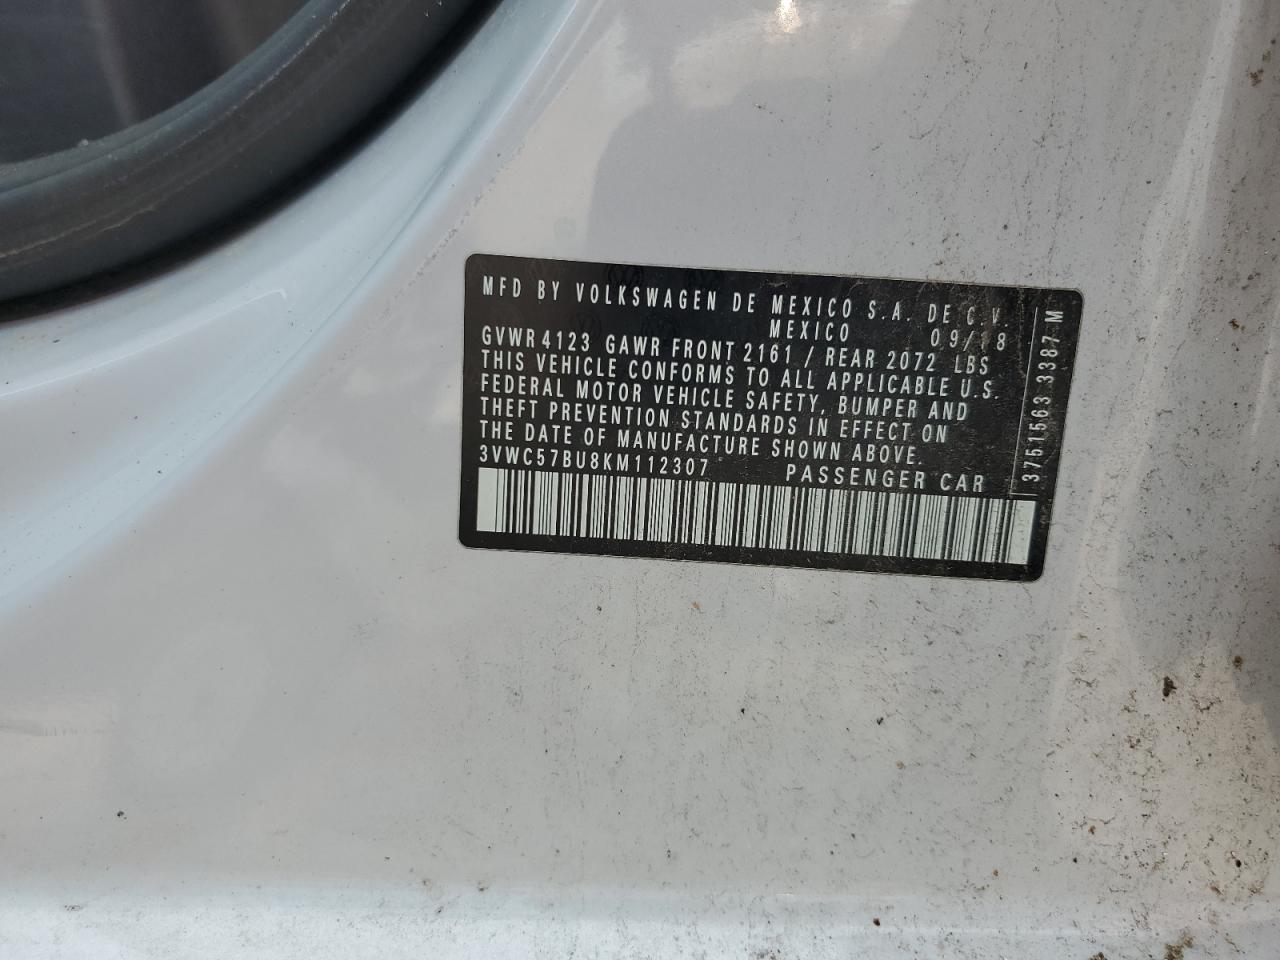 MFD BY VOLKSWAGEN DE MEXICO S.A. DE C.V.
MEXICO 09/18
GVWR 4123 GAWR FRONT 2161 / REAR 2072 LBS
THIS VEHICLE CONFORMS TO ALL APPLICABLE U.S.
FEDERAL MOTOR VEHICLE SAFETY, BUMPER AND
THEFT PREVENTION STANDARDS IN EFFECT ON
THE DATE OF MANUFACTURE SHOWN ABOVE.
3VWC57BU8KM112307 PASSENGER CAR
3751563 3387 M